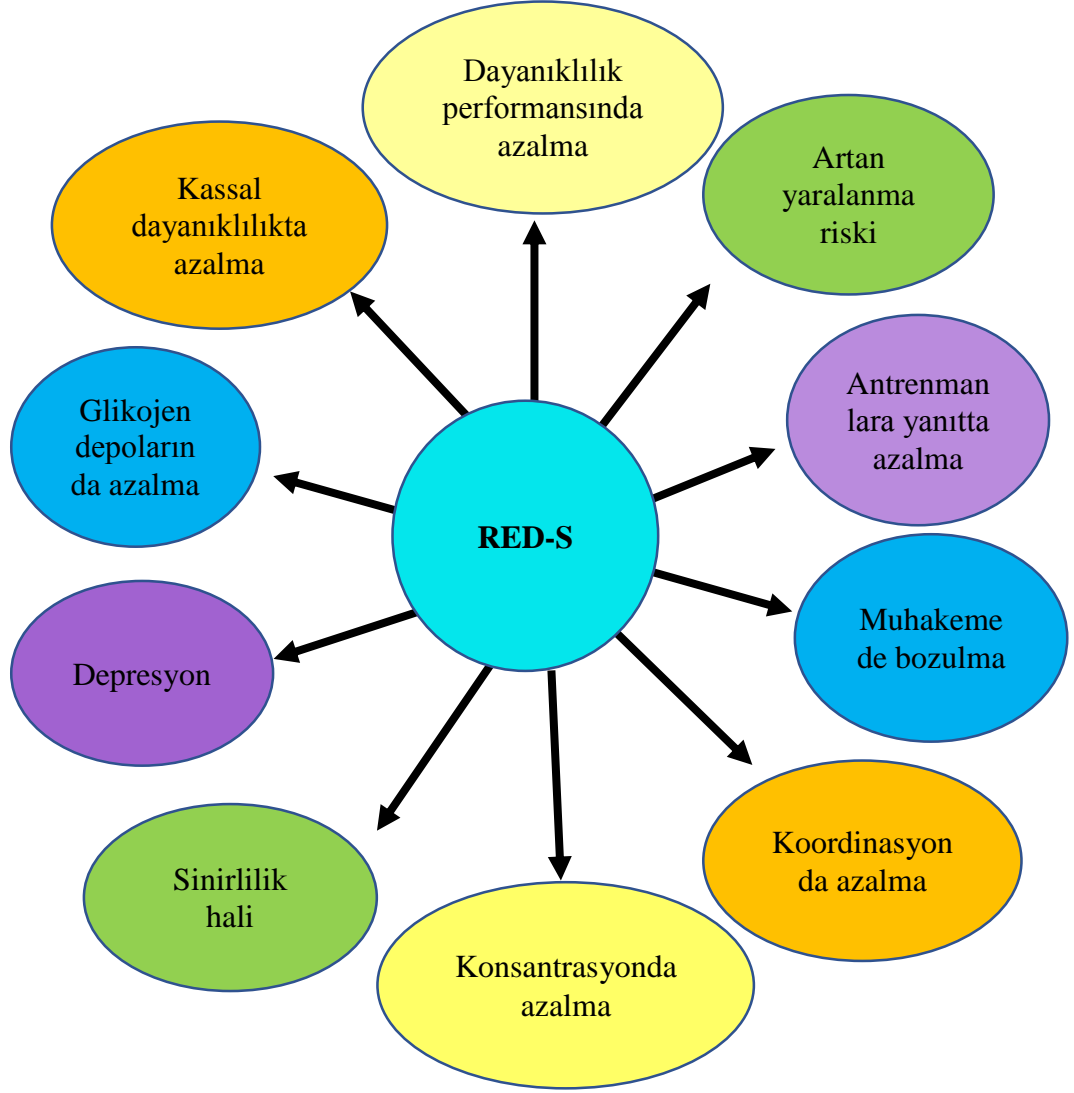 Dayanıklılık
performansında
azalma
Artan
yaralanma
riski
Kassal
dayanıklılıkta
azalma
Antrenman
lara yanıtta
azalma
Glikojen
depoların
da azalma
RED-S
Muhakeme
de bozulma
Depresyon
Koordinasyon
da azalma
Sinirlilik
hali
Konsantrasyonda
azalma